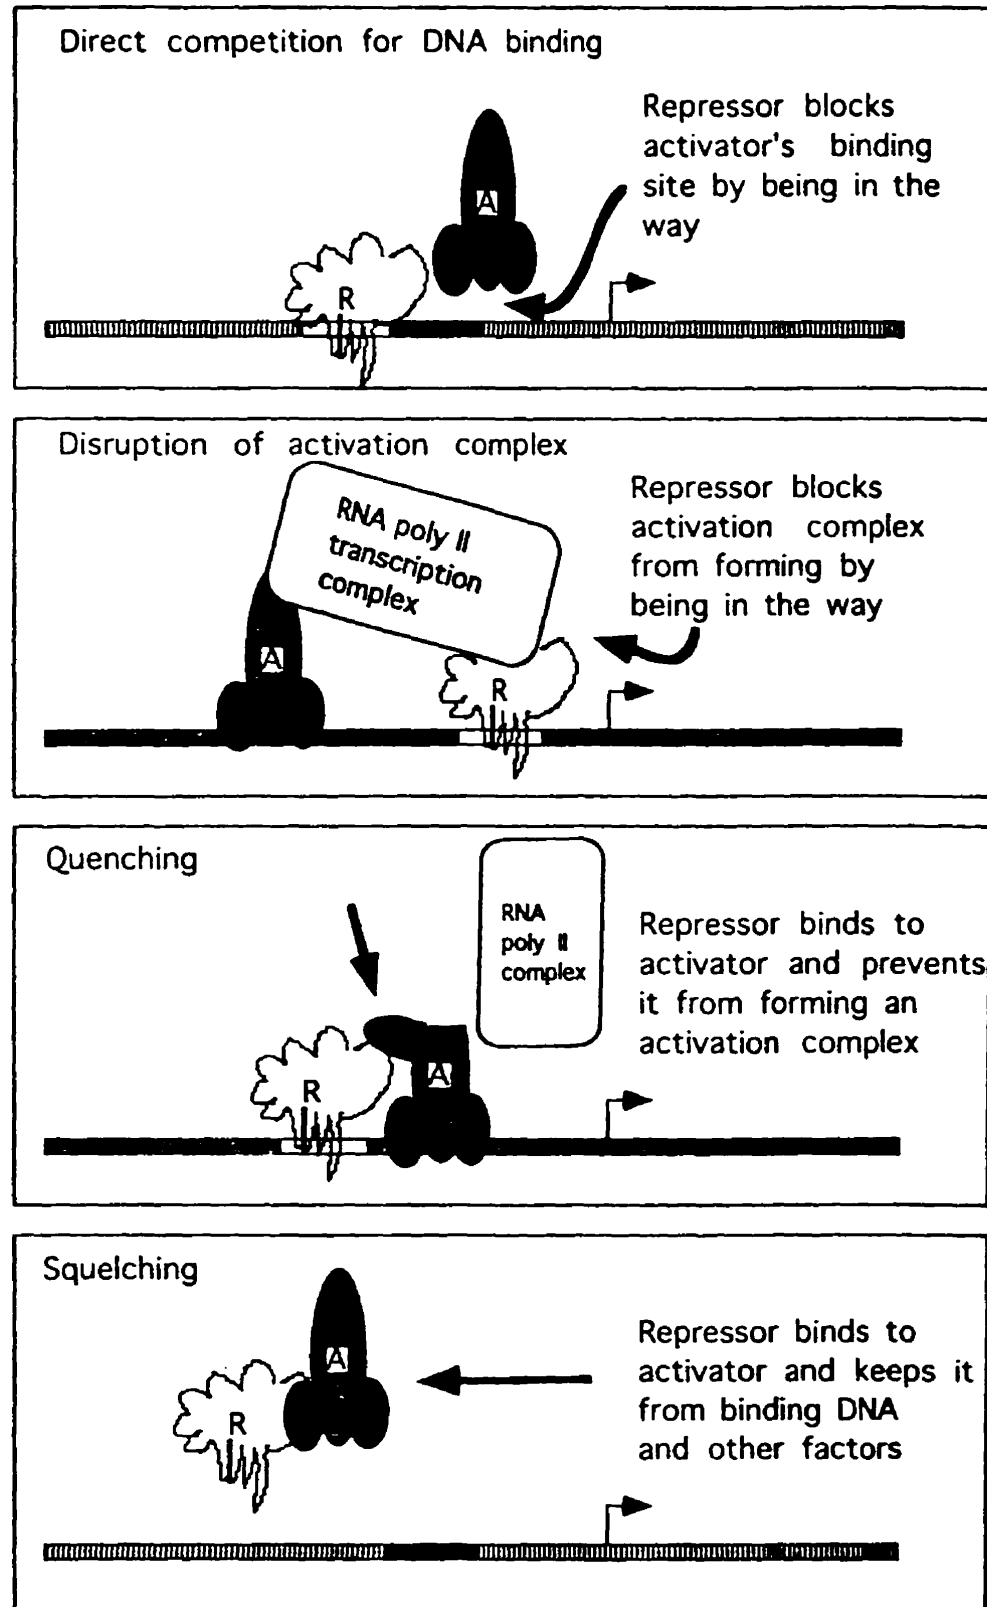 Direct competition for DNA binding
Repressor blocks
activator's binding
site by being in the
way
A
R
Disruption of activation complex
RNA poly II
transcription
complex
Repressor blocks
activation complex
from forming by
being in the way
A
R
Quenching
RNA
poly II
complex
Repressor binds to
activator and prevents
it from forming an
activation complex
A
R
Squelching
Repressor binds to
activator and keeps it
from binding DNA
and other factors
A
R